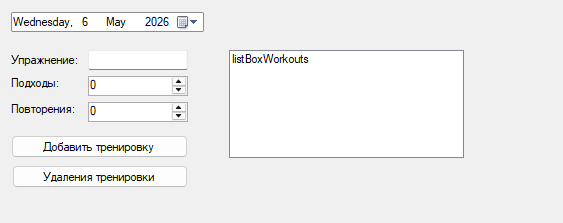 Wednesday, 6 May 2026
Упражнение:
listBoxWorkouts
Подходы:
0
Повторения:
0
Добавить тренировку
Удаления тренировки